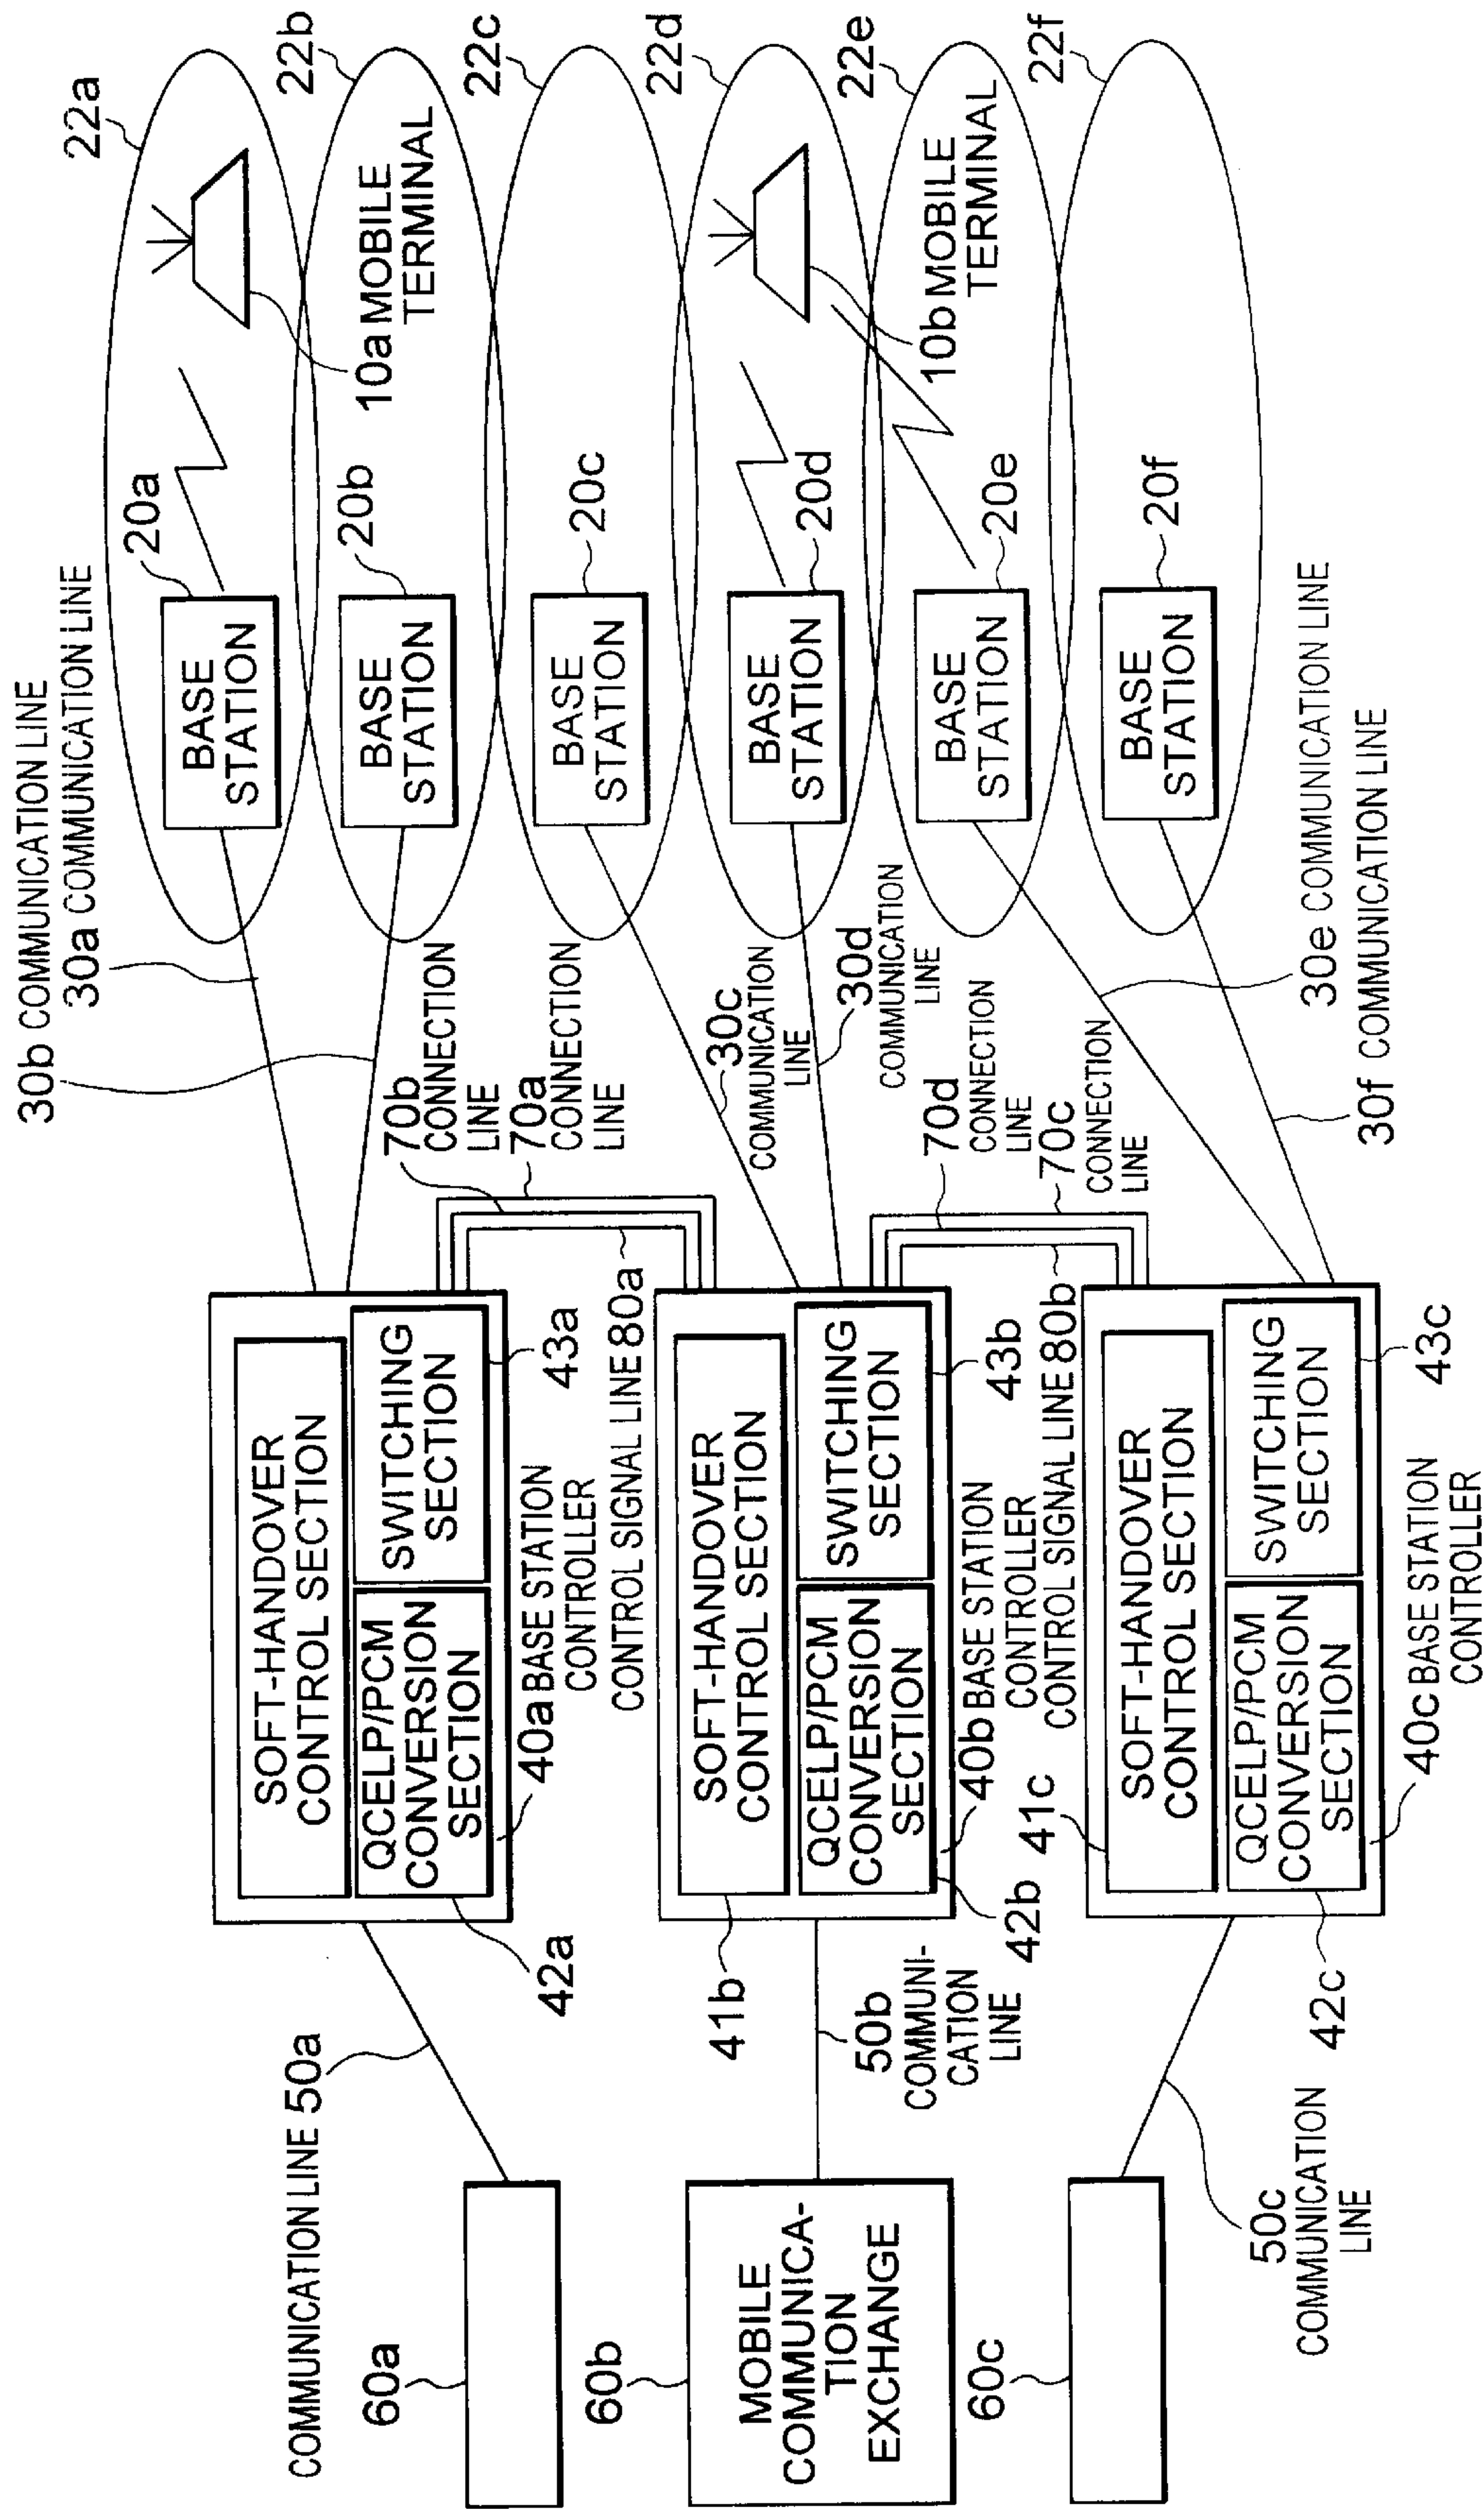 COMMUNICATION LINE 50a
60a
60b
MOBILE
COMMUNICA-
TION
EXCHANGE
60c
50c
COMMUNICATION
LINE
50b
COMMUNI-
CATION
LINE
SOFT-HANDOVER
CONTROL SECTION
QCELP/PCM
CONVERSION
SECTION
SWITCHING
SECTION
42a
43a
40a BASE STATION
CONTROLLER
CONTROL SIGNAL LINE 80a
SOFT-HANDOVER
CONTROL SECTION
QCELP/PCM
CONVERSION
SECTION
SWITCHING
SECTION
41b
42b
43b
40b BASE STATION
CONTROLLER
CONTROL SIGNAL LINE 80b
41c
SOFT-HANDOVER
CONTROL SECTION
QCELP/PCM
CONVERSION
SECTION
SWITCHING
SECTION
42c
43c
40c BASE STATION
CONTROLLER
30b COMMUNICATION LINE
30a COMMUNICATION LINE
70b
CONNECTION
LINE
70a
CONNECTION
LINE
30c
COMMUNICATION
LINE
30d
COMMUNICATION
LINE
70d
CONNECTION
LINE
70c
CONNECTION
LINE
30e COMMUNICATION LINE
30f COMMUNICATION LINE
BASE
STATION
20a
BASE
STATION
20b
BASE
STATION
20c
BASE
STATION
20d
BASE
STATION
20e
BASE
STATION
20f
10a MOBILE
TERMINAL
10b MOBILE
TERMINAL
22a
22b
22c
22d
22e
22f